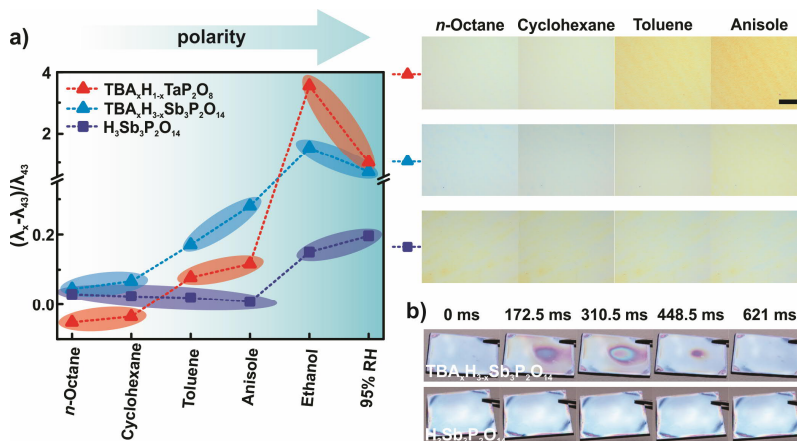 a)
polarity
(λₓ-λ₄₃)/λ₄₃
4
2
0.2
0.0
TBAₓH₁₋ₓTaP₂O₈
TBAₓH₃₋ₓSb₃P₂O₁₄
H₃Sb₃P₂O₁₄
n-Octane
Cyclohexane
Toluene
Anisole
Ethanol
95% RH
n-Octane Cyclohexane Toluene Anisole
b)
0 ms 172.5 ms 310.5 ms 448.5 ms 621 ms
TBAₓH₃₋ₓSb₃P₂O₁₄